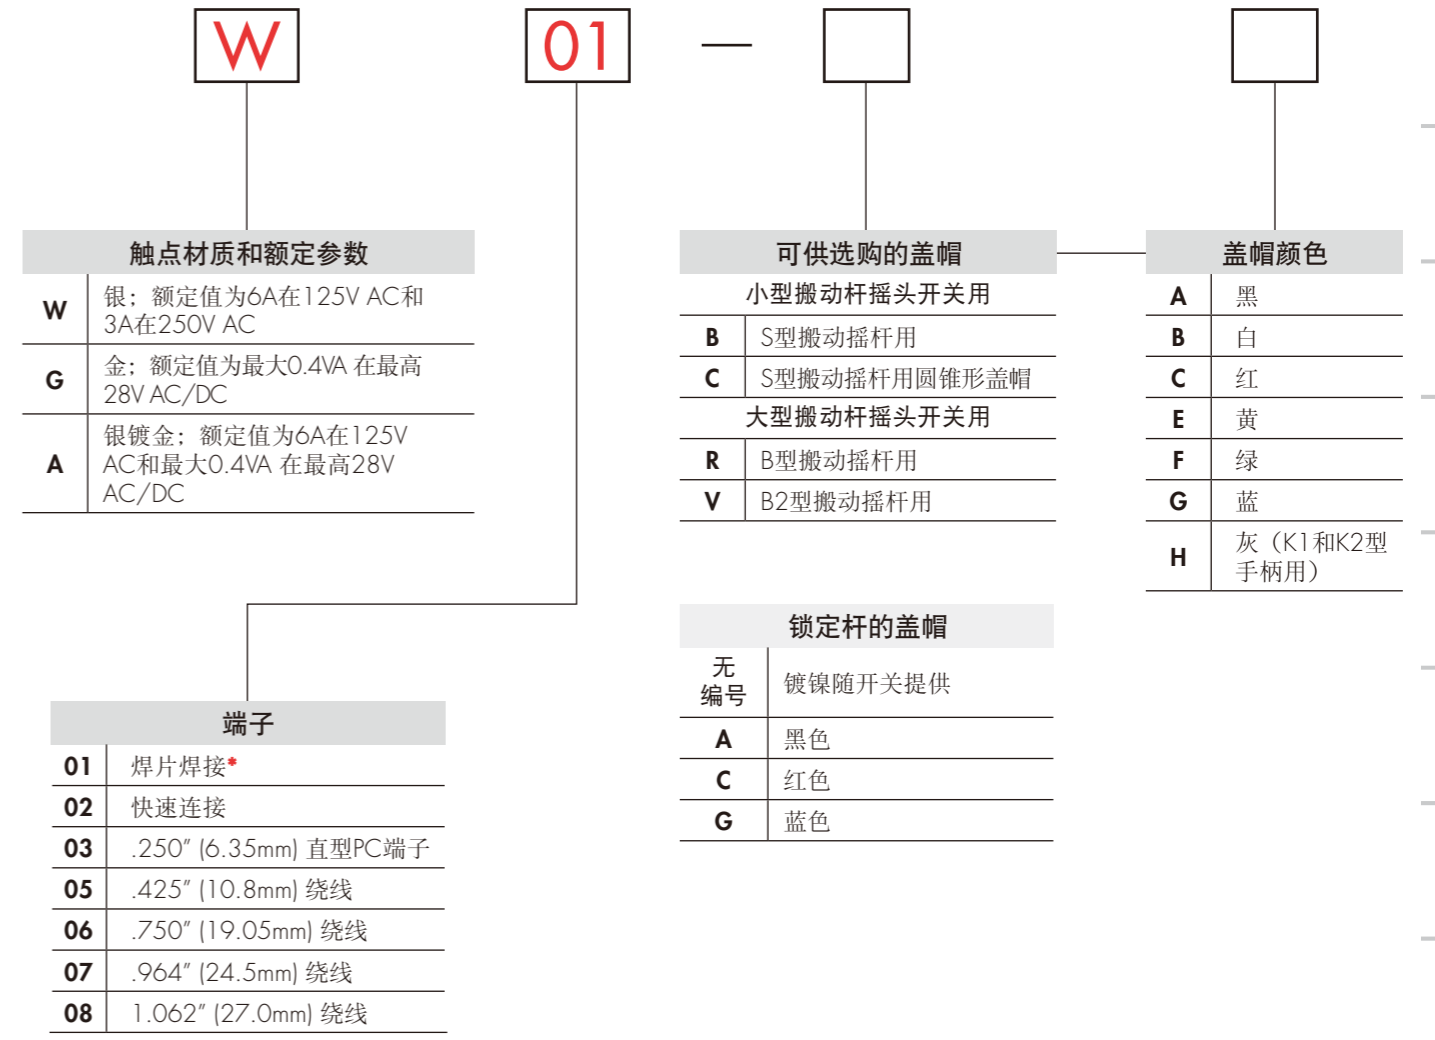 W 01 —
触点材质和额定参数
W 银；额定值为6A在125V AC和
3A在250V AC
G 金；额定值为最大0.4VA 在最高
28V AC/DC
A 银镀金；额定值为6A在125V
AC和最大0.4VA 在最高28V
AC/DC
端子
01 焊片焊接*
02 快速连接
03 .250" (6.35mm) 直型PC端子
05 .425" (10.8mm) 绕线
06 .750" (19.05mm) 绕线
07 .964" (24.5mm) 绕线
08 1.062" (27.0mm) 绕线
可供选购的盖帽
小型搬动杆摇头开关用
B S型搬动摇杆用
C S型搬动摇杆用圆锥形盖帽
大型搬动杆摇头开关用
R B型搬动摇杆用
V B2型搬动摇杆用
锁定杆的盖帽
无
编号 镀镍随开关提供
A 黑色
C 红色
G 蓝色
盖帽颜色
A 黑
B 白
C 红
E 黄
F 绿
G 蓝
H 灰（K1和K2型
手柄用）